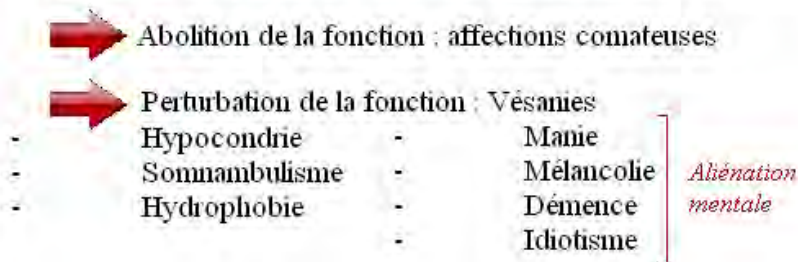 Abolition de la fonction : affections comateuses
Perturbation de la fonction : Vésanies
- Hypocondrie - Manie
- Somnambulisme - Mélancolie
- Hydrophobie - Démence
- Idiotisme
Aliénation
mentale